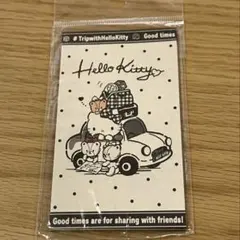 # TripwithHelloKitty Good times
Hello Kitty
Good times are for sharing with friends!